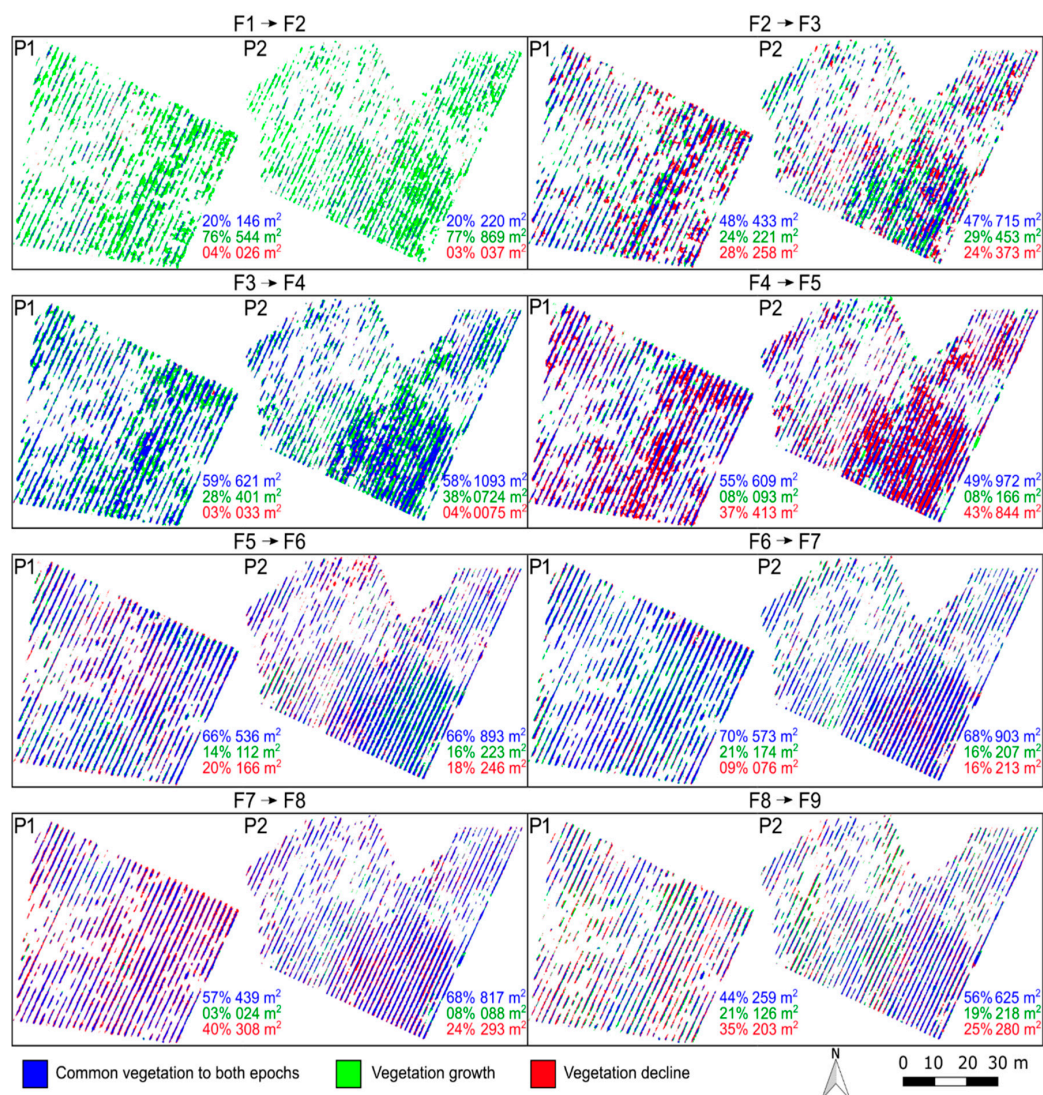 F1 → F2
F2 → F3
P1
P2
P1
P2
20% 146 m²
76% 544 m²
04% 026 m²
20% 220 m²
77% 869 m²
03% 037 m²
48% 433 m²
24% 221 m²
28% 258 m²
47% 715 m²
29% 453 m²
24% 373 m²
F3 → F4
F4 → F5
P1
P2
P1
P2
59% 621 m²
28% 401 m²
03% 033 m²
58% 1093 m²
38% 0724 m²
04% 0075 m²
55% 609 m²
08% 093 m²
37% 413 m²
49% 972 m²
08% 166 m²
43% 844 m²
F5 → F6
F6 → F7
P1
P2
P1
P2
66% 536 m²
14% 112 m²
20% 166 m²
66% 893 m²
16% 223 m²
18% 246 m²
70% 573 m²
21% 174 m²
09% 076 m²
68% 903 m²
16% 207 m²
16% 213 m²
F7 → F8
F8 → F9
P1
P2
P1
P2
57% 439 m²
03% 024 m²
40% 308 m²
68% 817 m²
08% 088 m²
24% 293 m²
44% 259 m²
21% 126 m²
35% 203 m²
56% 625 m²
19% 218 m²
25% 280 m²
Common vegetation to both epochs
Vegetation growth
Vegetation decline
N
0 10 20 30 m